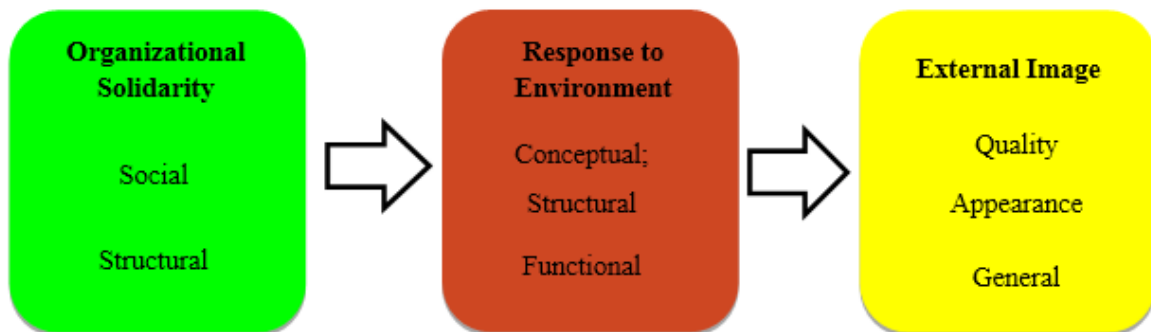 Organizational
Solidarity
Social
Structural
Response to
Environment
Conceptual;
Structural
Functional
External Image
Quality
Appearance
General